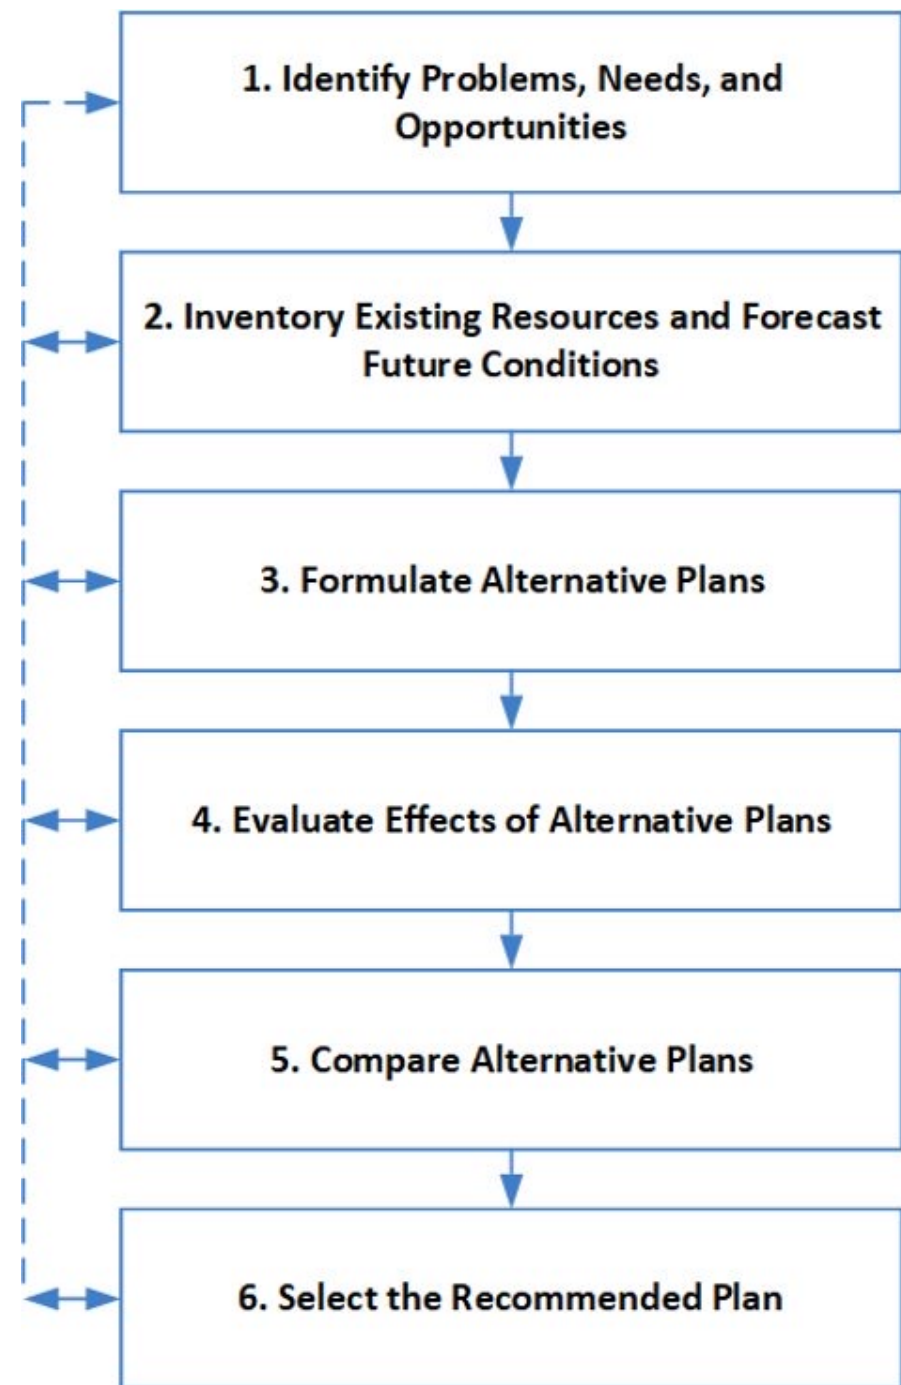 1. Identify Problems, Needs, and
Opportunities
2. Inventory Existing Resources and Forecast
Future Conditions
3. Formulate Alternative Plans
4. Evaluate Effects of Alternative Plans
5. Compare Alternative Plans
6. Select the Recommended Plan